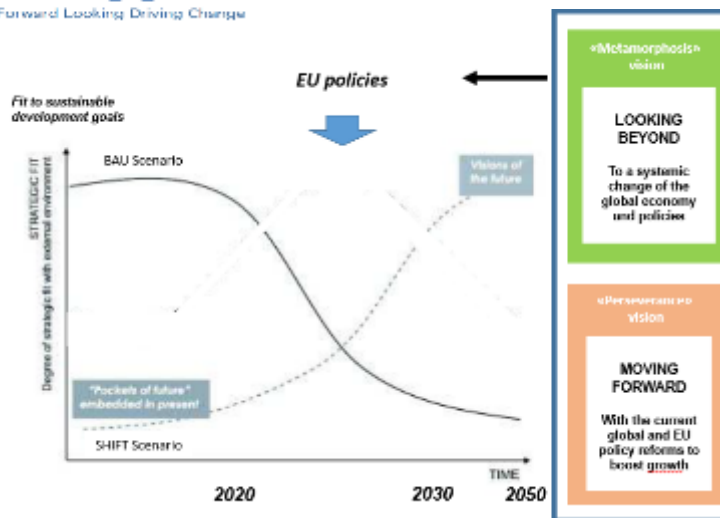 Forward Looking Driving Change
EU policies
Fit to sustainable
development goals
STRATEGIC FIT
Degree of strategic fit with external environment
BAU Scenario
Visions of
the future
"Pockets of future"
embedded in present
SHIFT Scenario
TIME
2020
2030
2050
«Metamorphosis»
vision
LOOKING
BEYOND
To a systemic
change of the
global economy
and policies
«Perseverance»
vision
MOVING
FORWARD
With the current
global and EU
policy reforms to
boost growth